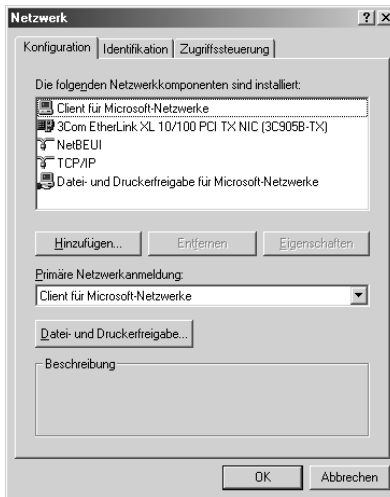 Netzwerk
Konfiguration Identifikation Zugriffssteuerung
Die folgenden Netzwerkkomponenten sind installiert:
Client für Microsoft-Netzwerke
3Com EtherLink XL 10/100 PCI TX NIC (3C905B-TX)
NetBEUI
TCP/IP
Datei- und Druckerfreigabe für Microsoft-Netzwerke
Hinzufügen... Entfernen Eigenschaften
Primäre Netzwerkanmeldung:
Client für Microsoft-Netzwerke
Datei- und Druckerfreigabe...
Beschreibung
OK Abbrechen